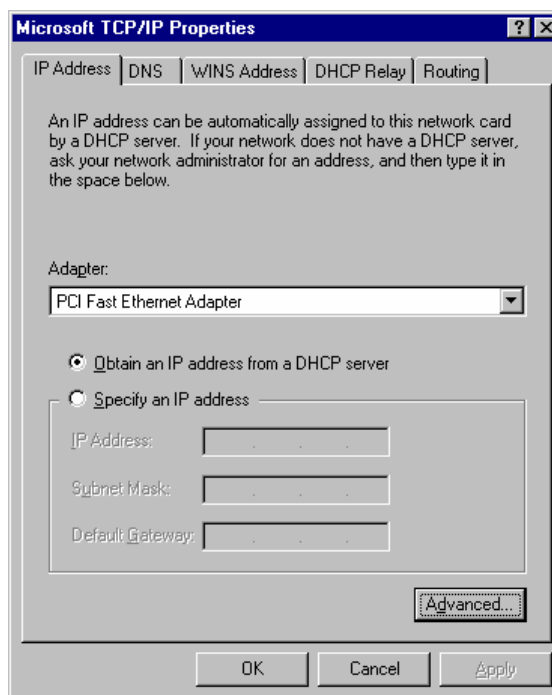 Microsoft TCP/IP Properties
IP Address DNS WINS Address DHCP Relay Routing
An IP address can be automatically assigned to this network card
by a DHCP server. If your network does not have a DHCP server,
ask your network administrator for an address, and then type it in
the space below.
Adapter:
PCI Fast Ethernet Adapter
Obtain an IP address from a DHCP server
Specify an IP address
IP Address:
Subnet Mask:
Default Gateway:
Advanced...
OK Cancel Apply